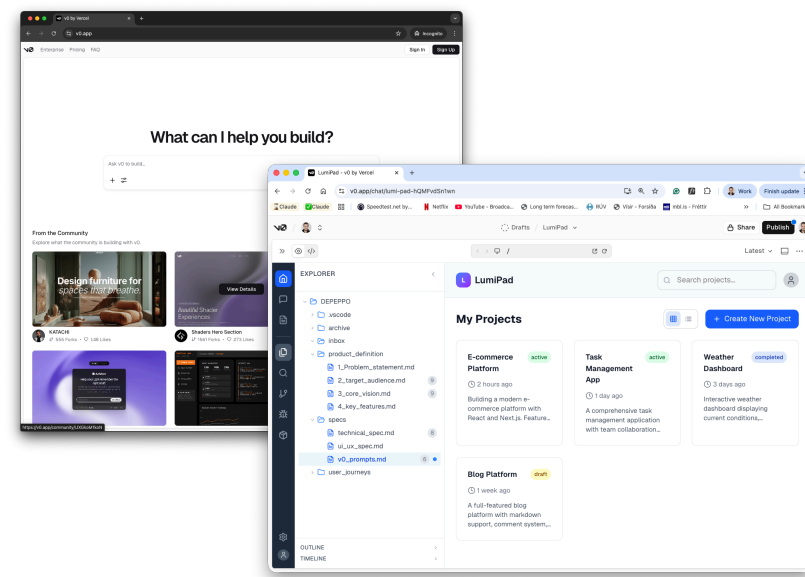 v0 by Vercel
v0.app
Incognito
v0 Enterprise Pricing FAQ
Sign In
Sign Up
What can I help you build?
Ask v0 to build...
From the Community
Explore what the community is building with v0.
Design furniture for
spaces that breathe.
View Details
Beautiful Shader
Experiences
KATACHI
Shaders Hero Section
273 Likes
LumiPad - v0 by Vercel
v0.app/chat/lumi-pad-hQMFvd5n1wn
Work
Finish update
Claude
Claude
Speedtest.net by...
Netflix
YouTube - Broadca...
Long term forecas...
RÚV
Vísir - Forsíða
mbl.is - Fréttir
All Bookmark
v0
Drafts / LumiPad
Share
Publish
/
Latest
EXPLORER
DEPEPPO
.vscode
archive
inbox
product_definition
1_Problem_statement.md
2_target_audience.md 9
3_core_vision.md 9
4_key_features.md
specs
technical_spec.md 8
ui_ux_spec.md
v0_prompts.md 6
user_journeys
OUTLINE
TIMELINE
L LumiPad
Search projects...
My Projects
+ Create New Project
E-commerce
Platform
active
2 hours ago
Building a modern e-
commerce platform with
React and Next.js. Feature...
Task
Management
App
active
1 day ago
A comprehensive task
management application
with team collaboration...
Weather
Dashboard
completed
3 days ago
Interactive weather
dashboard displaying
current conditions,...
Blog Platform
draft
1 week ago
A full-featured blog
platform with markdown
support, comment system,...